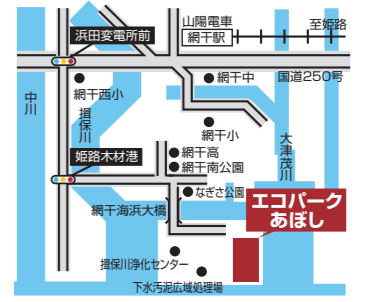 山陽電車
網干駅
至姫路
浜田変電所前
国道250号
網干西小
網干中
中川
揖保川
網干小
大津茂川
姫路木材港
網干高
網干南公園
なぎさ公園
網干海浜大橋
エコパーク
あぼし
揖保川浄化センター
下水汚泥広域処理場